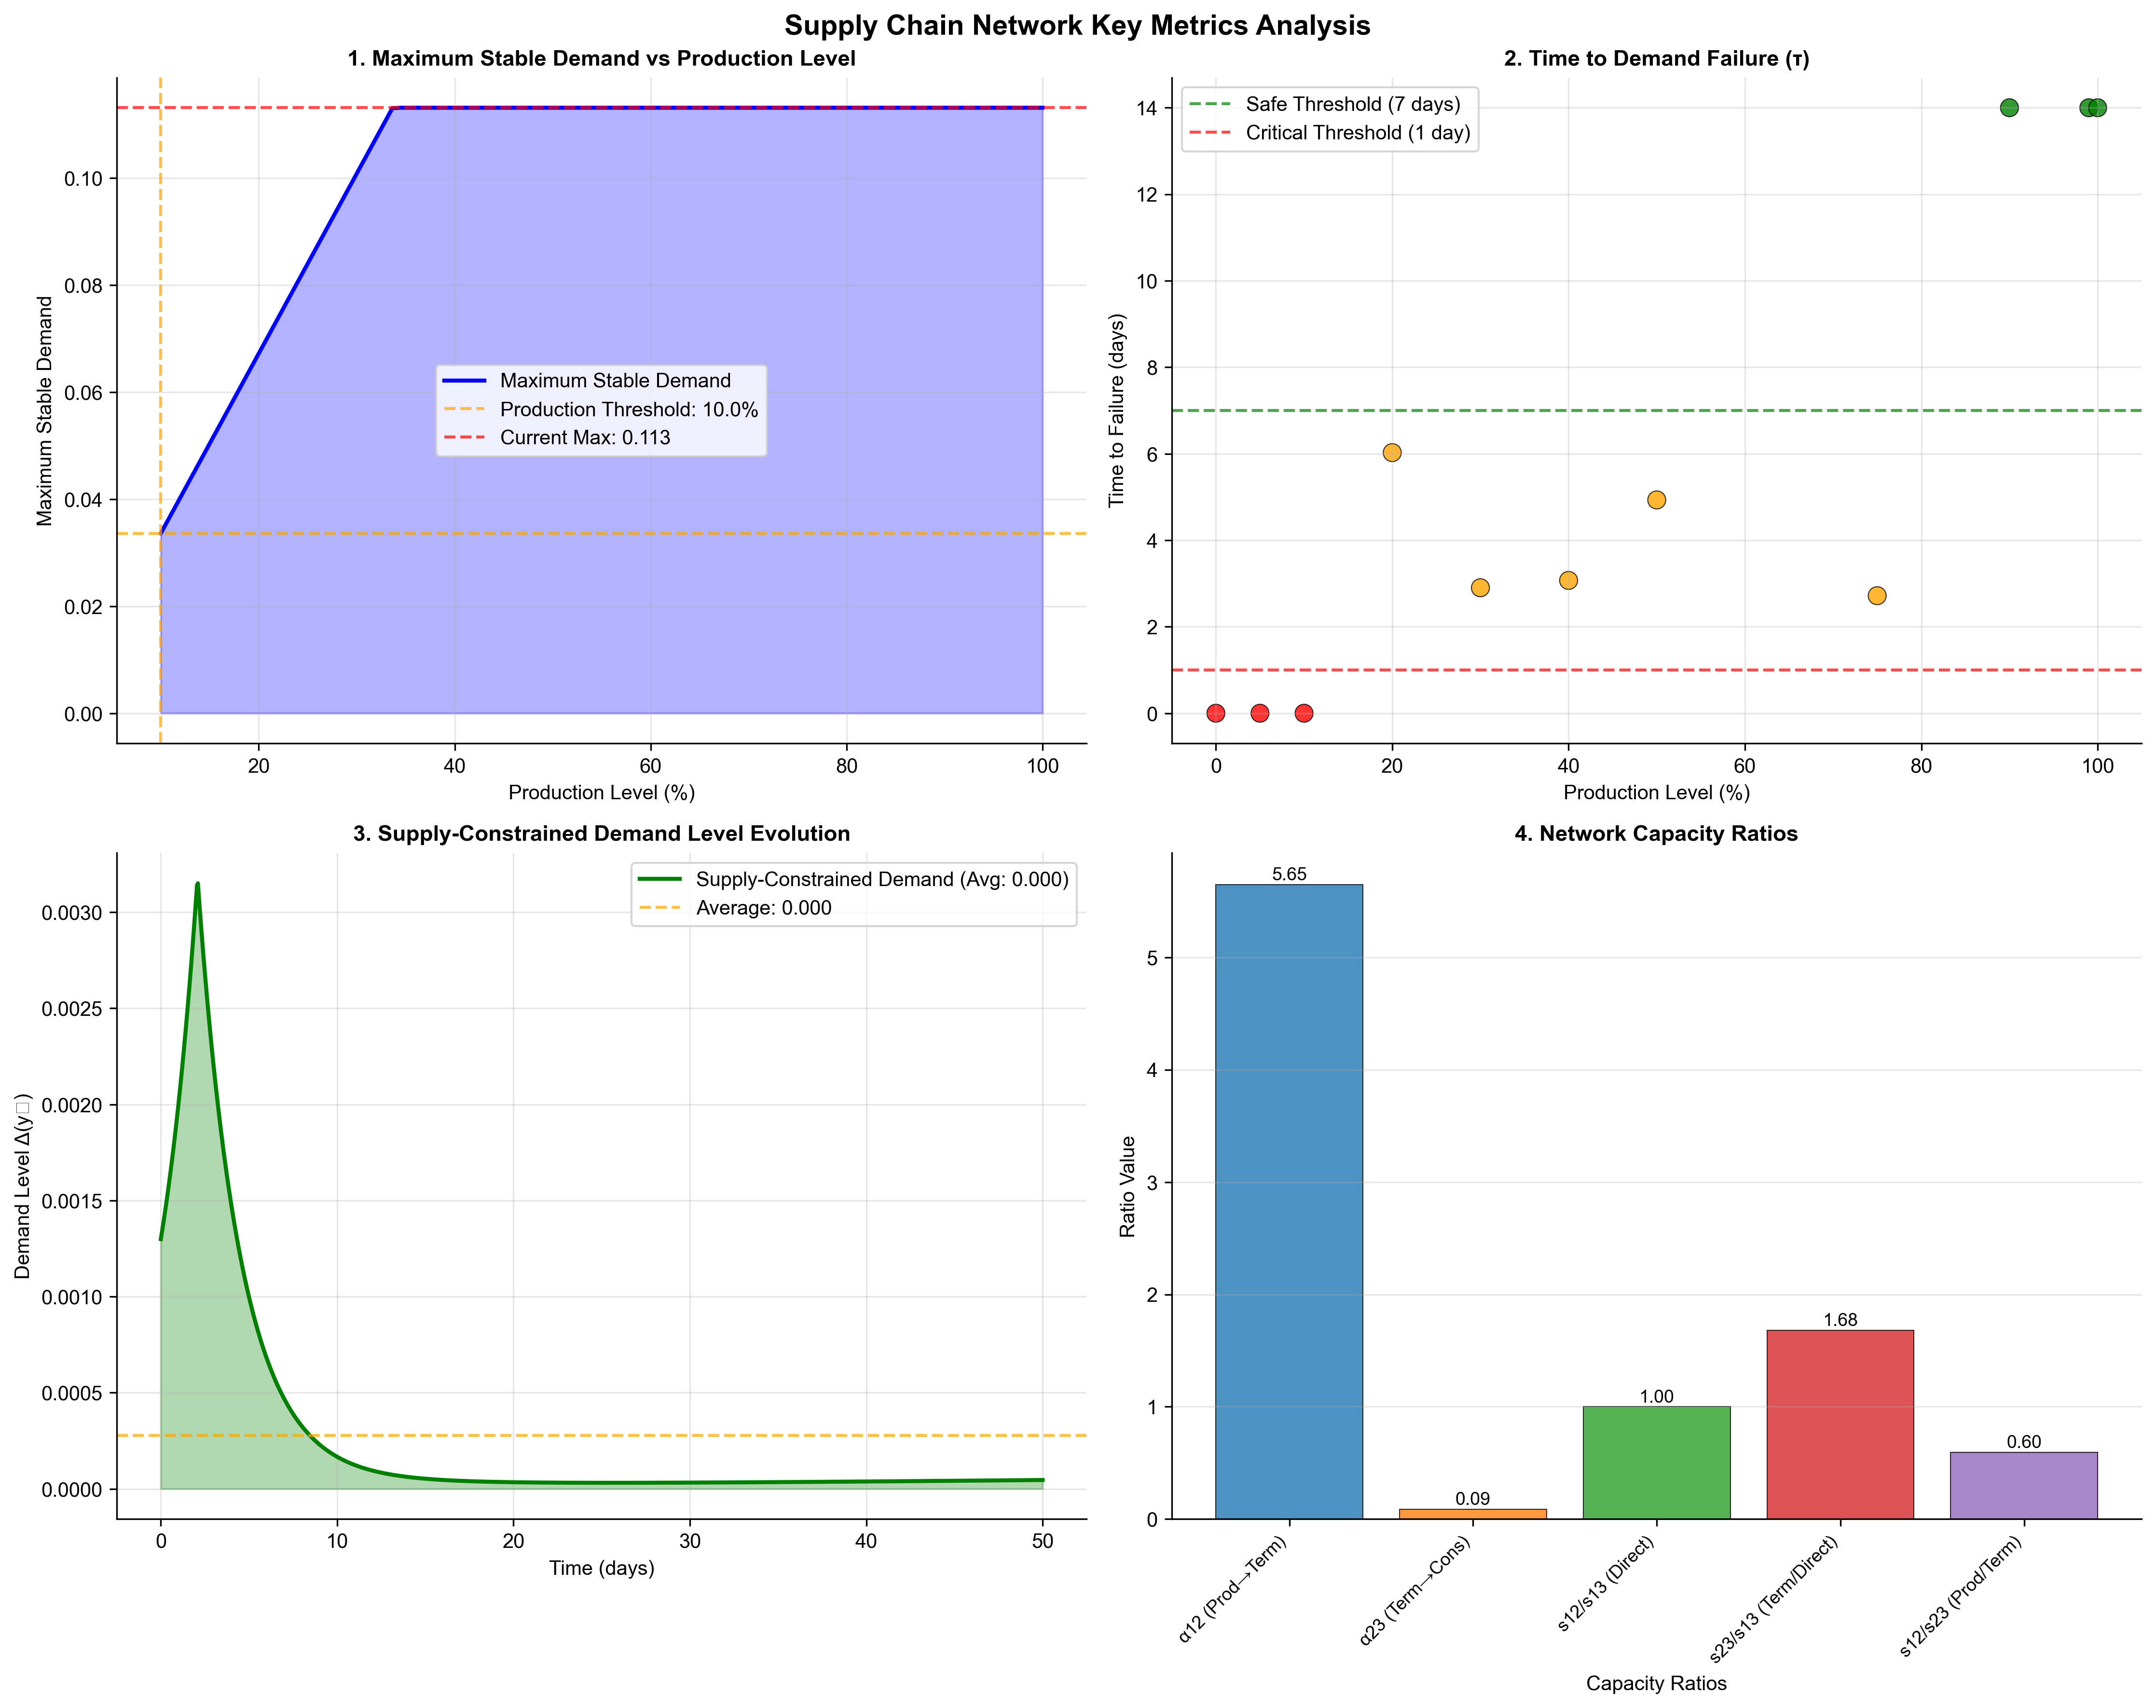 Supply Chain Network Key Metrics Analysis
1. Maximum Stable Demand vs Production Level
Maximum Stable Demand
0.10
0.08
0.06
0.04
0.02
0.00
Maximum Stable Demand
Production Threshold: 10.0%
Current Max: 0.113
20 40 60 80 100
Production Level (%)
2. Time to Demand Failure (τ)
Time to Failure (days)
14
12
10
8
6
4
2
0
Safe Threshold (7 days)
Critical Threshold (1 day)
0 20 40 60 80 100
Production Level (%)
3. Supply-Constrained Demand Level Evolution
Demand Level Δ(y□)
0.0030
0.0025
0.0020
0.0015
0.0010
0.0005
0.0000
Supply-Constrained Demand (Avg: 0.000)
Average: 0.000
0 10 20 30 40 50
Time (days)
4. Network Capacity Ratios
Ratio Value
5
4
3
2
1
0
5.65
0.09
1.00
1.68
0.60
α12 (Prod→Term)
α23 (Term→Cons)
s12/s13 (Direct)
s23/s13 (Term/Direct)
s12/s23 (Prod/Term)
Capacity Ratios